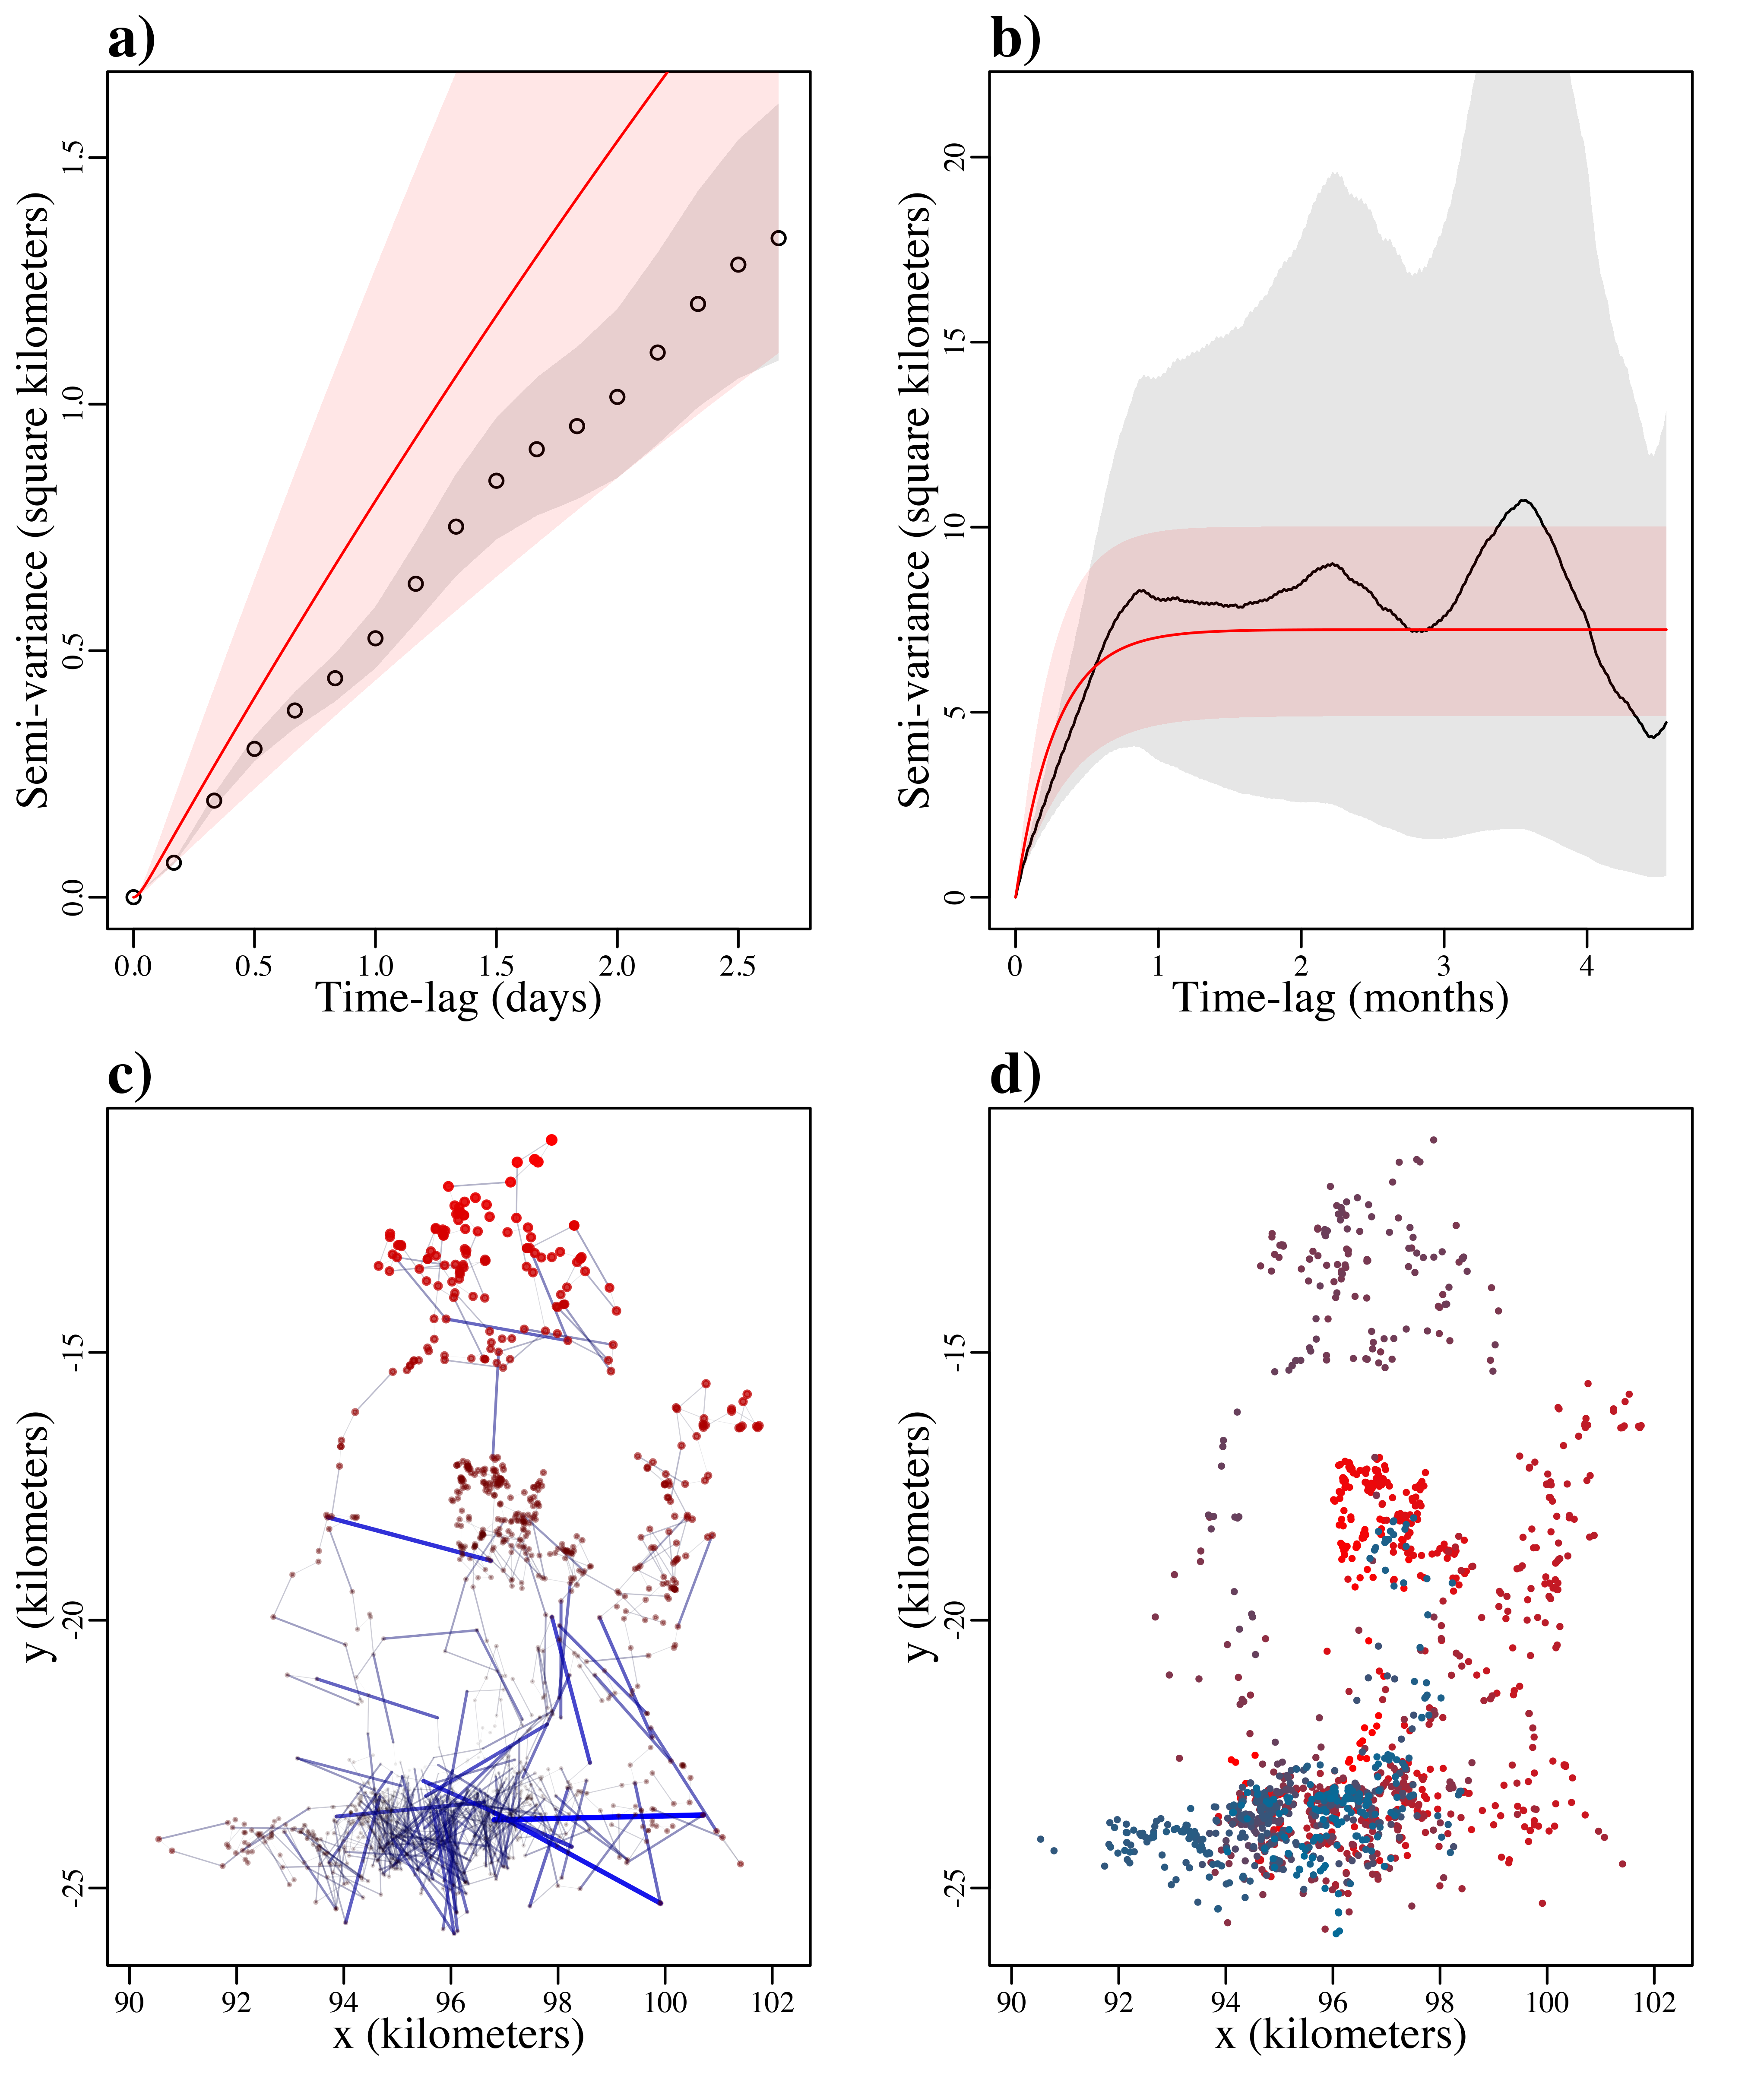 a)
Semi-variance (square kilometers)
1.5
1.0
0.5
0.0
0.0 0.5 1.0 1.5 2.0 2.5
Time-lag (days)
b)
Semi-variance (square kilometers)
20
15
10
5
0
0 1 2 3 4
Time-lag (months)
c)
y (kilometers)
-15
-20
-25
90 92 94 96 98 100 102
x (kilometers)
d)
y (kilometers)
-15
-20
-25
90 92 94 96 98 100 102
x (kilometers)